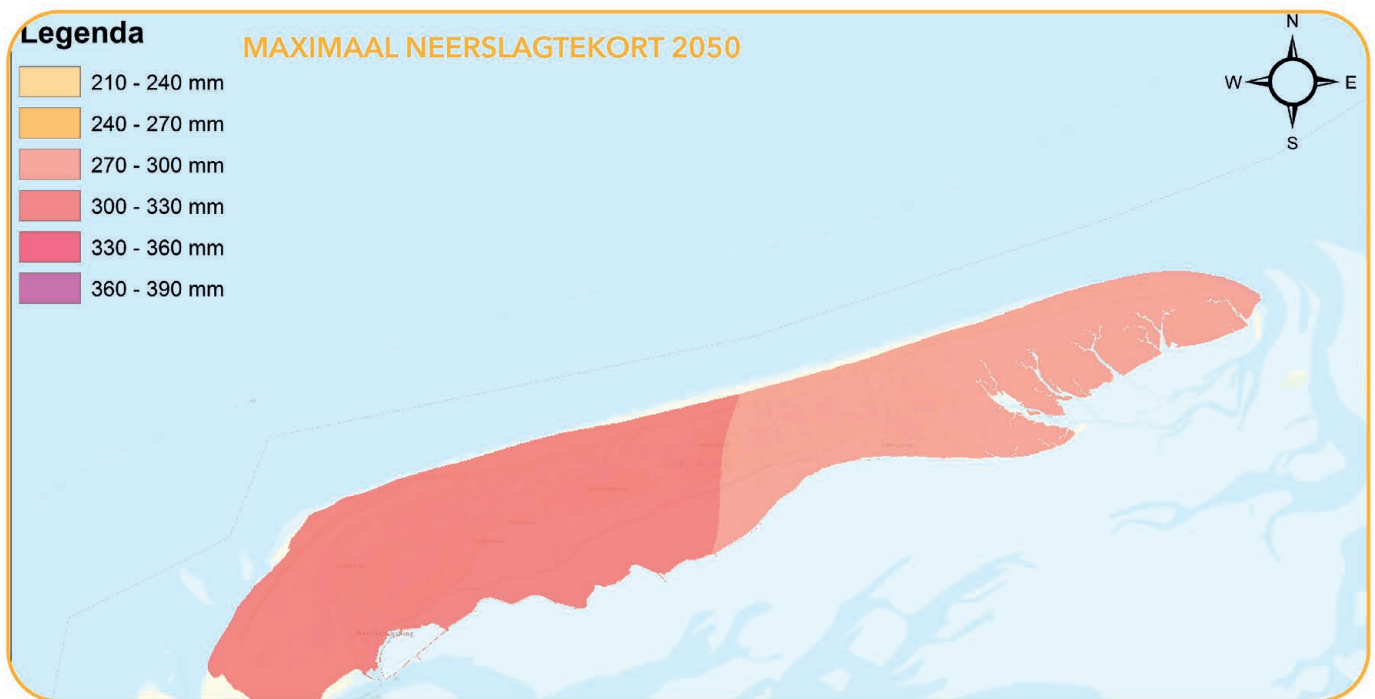 Legenda
MAXIMAAL NEERSLAGTEKORT 2050
210 - 240 mm
240 - 270 mm
270 - 300 mm
300 - 330 mm
330 - 360 mm
360 - 390 mm
N
W E
S